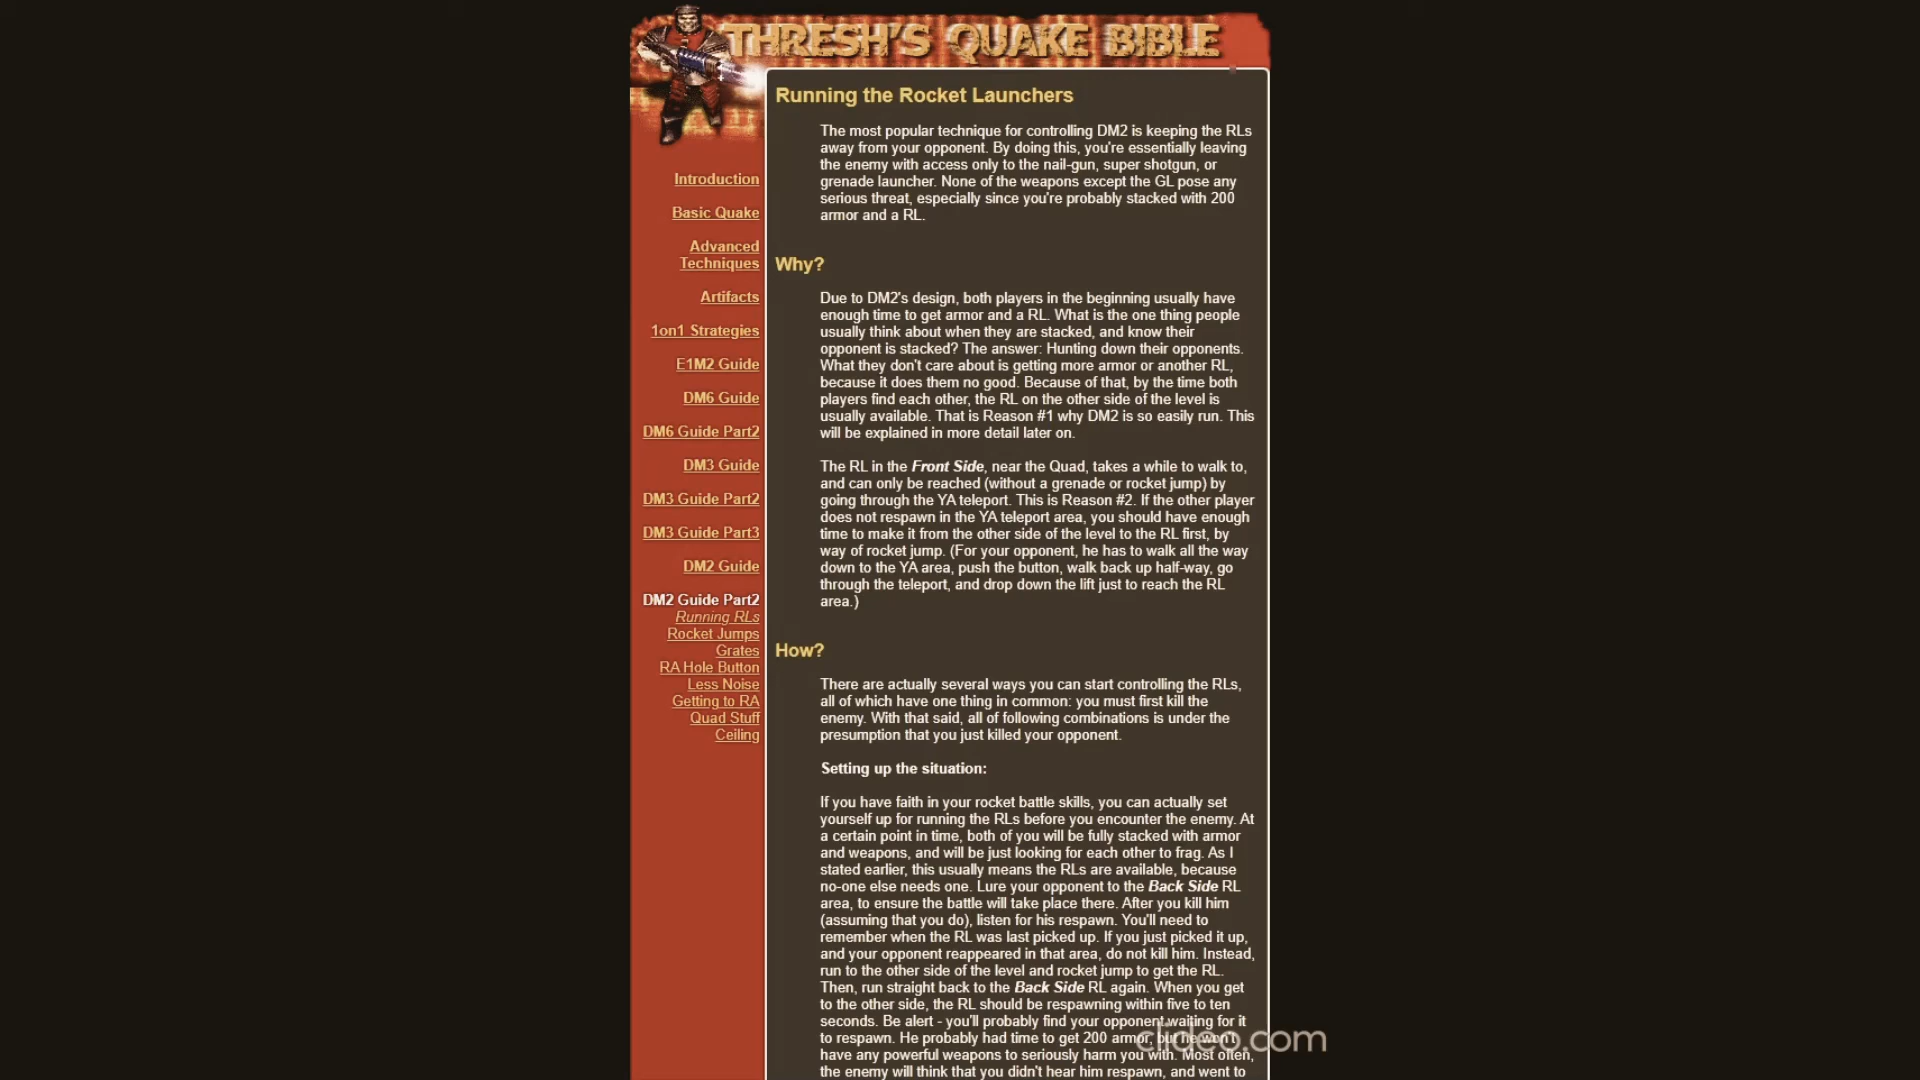 THRESH'S QUAKE BIBLE
Introduction
Basic Quake
Advanced
Techniques
Artifacts
1on1 Strategies
E1M2 Guide
DM6 Guide
DM6 Guide Part2
DM3 Guide
DM3 Guide Part2
DM3 Guide Part3
DM2 Guide
DM2 Guide Part2
Running RLs
Rocket Jumps
Grates
RA Hole Button
Less Noise
Getting to RA
Quad Stuff
Ceiling
Running the Rocket Launchers
The most popular technique for controlling DM2 is keeping the RLs
away from your opponent. By doing this, you're essentially leaving
the enemy with access only to the nail-gun, super shotgun, or
grenade launcher. None of the weapons except the GL pose any
serious threat, especially since you're probably stacked with 200
armor and a RL.
Why?
Due to DM2's design, both players in the beginning usually have
enough time to get armor and a RL. What is the one thing people
usually think about when they are stacked, and know their
opponent is stacked? The answer: Hunting down their opponents.
What they don't care about is getting more armor or another RL,
because it does them no good. Because of that, by the time both
players find each other, the RL on the other side of the level is
usually available. That is Reason #1 why DM2 is so easily run. This
will be explained in more detail later on.
The RL in the Front Side, near the Quad, takes a while to walk to,
and can only be reached (without a grenade or rocket jump) by
going through the YA teleport. This is Reason #2. If the other player
does not respawn in the YA teleport area, you should have enough
time to make it from the other side of the level to the RL first, by
way of rocket jump. (For your opponent, he has to walk all the way
down to the YA area, push the button, walk back up half-way, go
through the teleport, and drop down the lift just to reach the RL
area.)
How?
There are actually several ways you can start controlling the RLs,
all of which have one thing in common: you must first kill the
enemy. With that said, all of following combinations is under the
presumption that you just killed your opponent.
Setting up the situation:
If you have faith in your rocket battle skills, you can actually set
yourself up for running the RLs before you encounter the enemy. At
a certain point in time, both of you will be fully stacked with armor
and weapons, and will be just looking for each other to frag. As I
stated earlier, this usually means the RLs are available, because
no-one else needs one. Lure your opponent to the Back Side RL
area, to ensure the battle will take place there. After you kill him
(assuming that you do), listen for his respawn. You'll need to
remember when the RL was last picked up. If you just picked it up,
and your opponent reappeared in that area, do not kill him. Instead,
run to the other side of the level and rocket jump to get the RL.
Then, run straight back to the Back Side RL again. When you get
to the other side, the RL should be respawning within five to ten
seconds. Be alert - you'll probably find your opponent waiting for it
to respawn. He probably had time to get 200 armor, but he won't
have any powerful weapons to seriously harm you with. Most often,
the enemy will think that you didn't hear him respawn, and went to
clideo.com